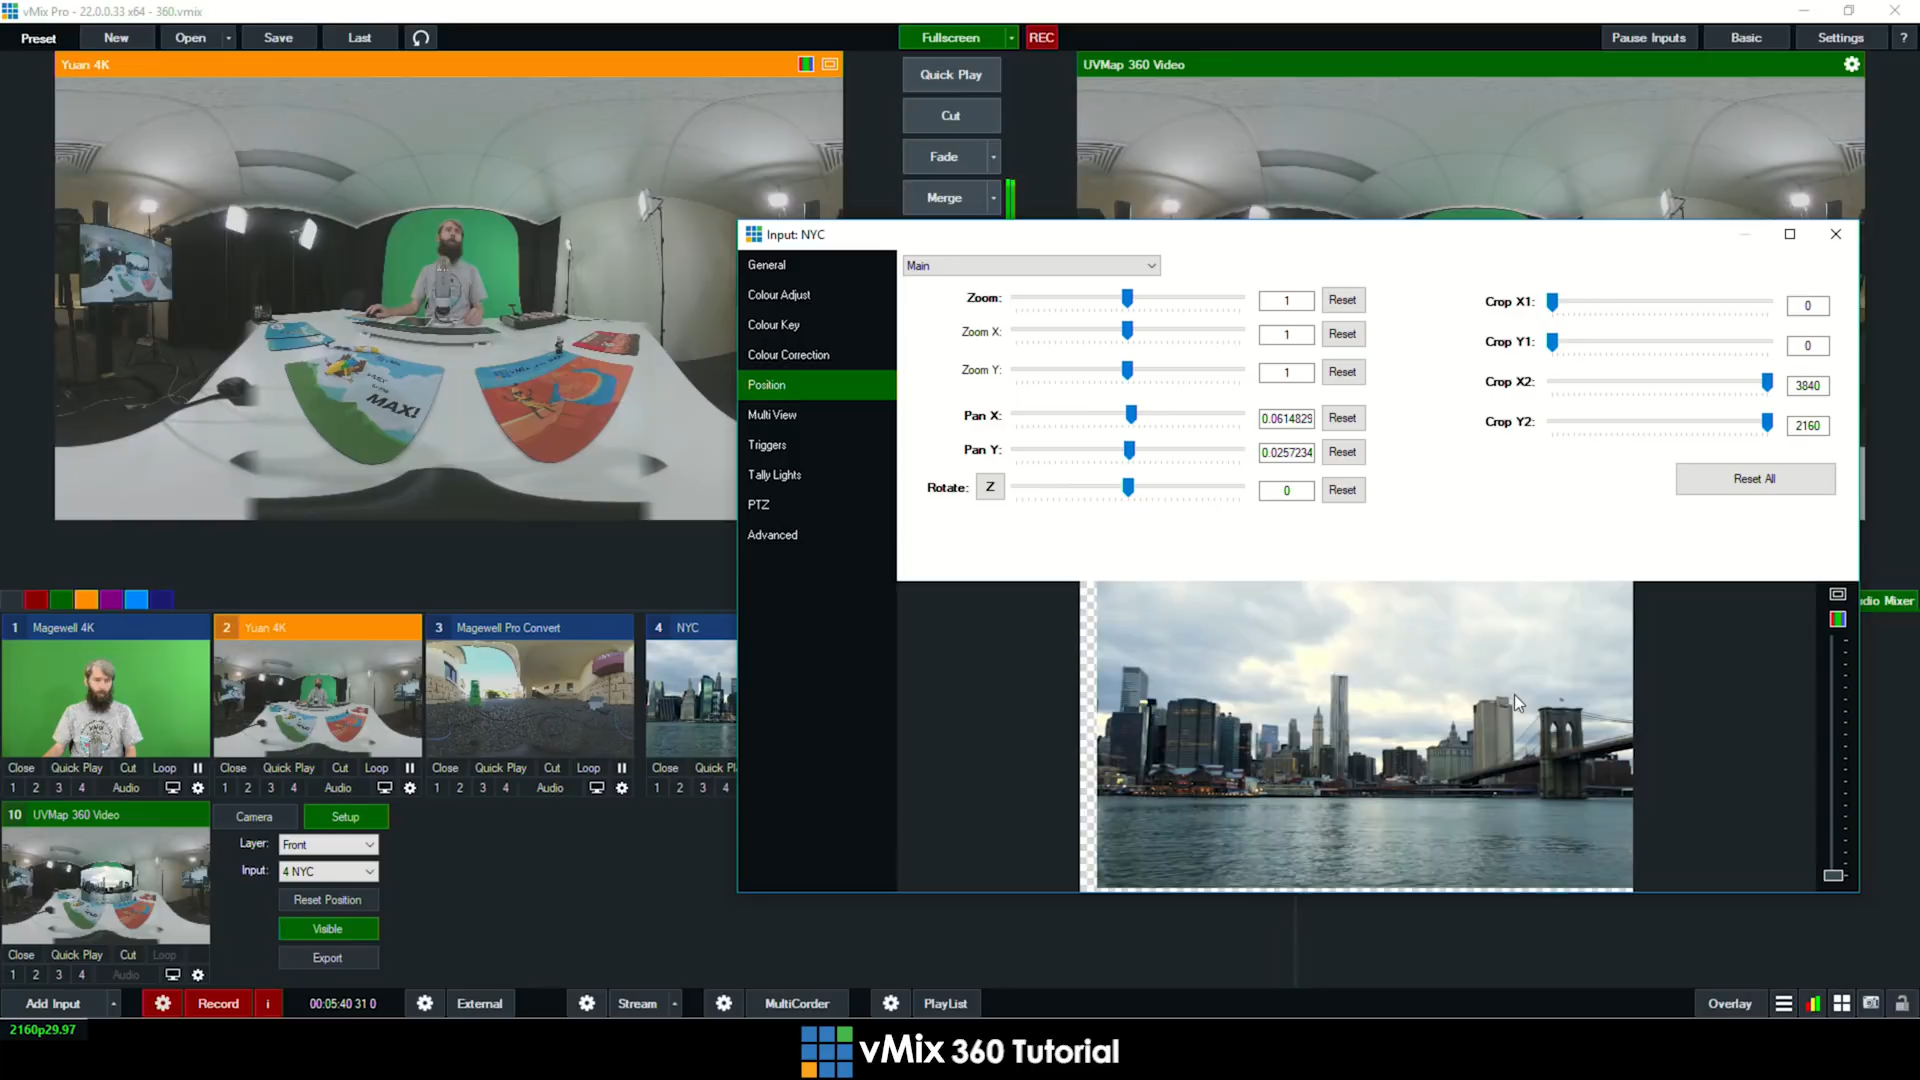 vMix Pro - 22.0.0.33 x64 - 360.vmix
Preset
New
Open
Save
Last
Fullscreen
REC
Pause Inputs
Basic
Settings
?
Yuan 4K
Quick Play
Cut
Fade
Merge
UVMap 360 Video
Input: NYC
General
Colour Adjust
Colour Key
Colour Correction
Position
Multi View
Triggers
Tally Lights
PTZ
Advanced
Main
Zoom: 1 Reset
Zoom X: 1 Reset
Zoom Y: 1 Reset
Pan X: 0.0614829 Reset
Pan Y: 0.0257234 Reset
Rotate: Z 0 Reset
Crop X1: 0
Crop Y1: 0
Crop X2: 3840
Crop Y2: 2160
Reset All
MAX!
dio Mixer
1 Magewell 4K
2 Yuan 4K
3 Magewell Pro Convert
4 NYC
Close Quick Play Cut Loop
1 2 3 4 Audio
Close Quick Play Cut Loop
1 2 3 4 Audio
Close Quick Play Cut Loop
1 2 3 4 Audio
Close Quick Pl
1 2 3 4
10 UVMap 360 Video
Close Quick Play Cut Loop
1 2 3 4 Audio
Camera
Setup
Layer: Front
Input: 4 NYC
Reset Position
Visible
Export
Add Input
Record
i
00:05:40 31 0
External
Stream
MultiCorder
PlayList
Overlay
2160p29.97
vMix 360 Tutorial